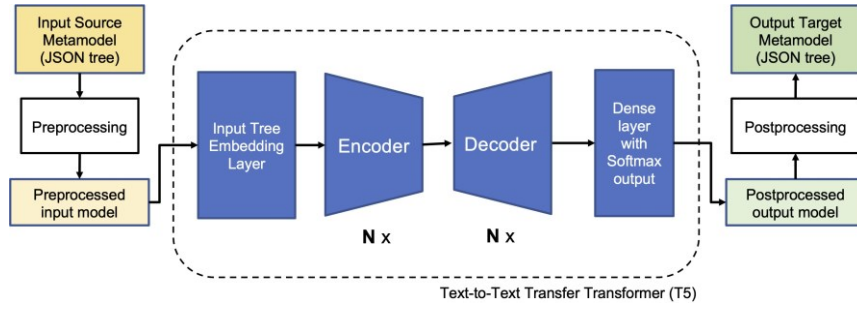 Input Source
Metamodel
(JSON tree)
Preprocessing
Preprocessed
input model
Input Tree
Embedding
Layer
Encoder
N x
Decoder
N x
Dense
layer
with
Softmax
output
Text-to-Text Transfer Transformer (T5)
Output Target
Metamodel
(JSON tree)
Postprocessing
Postprocessed
output model